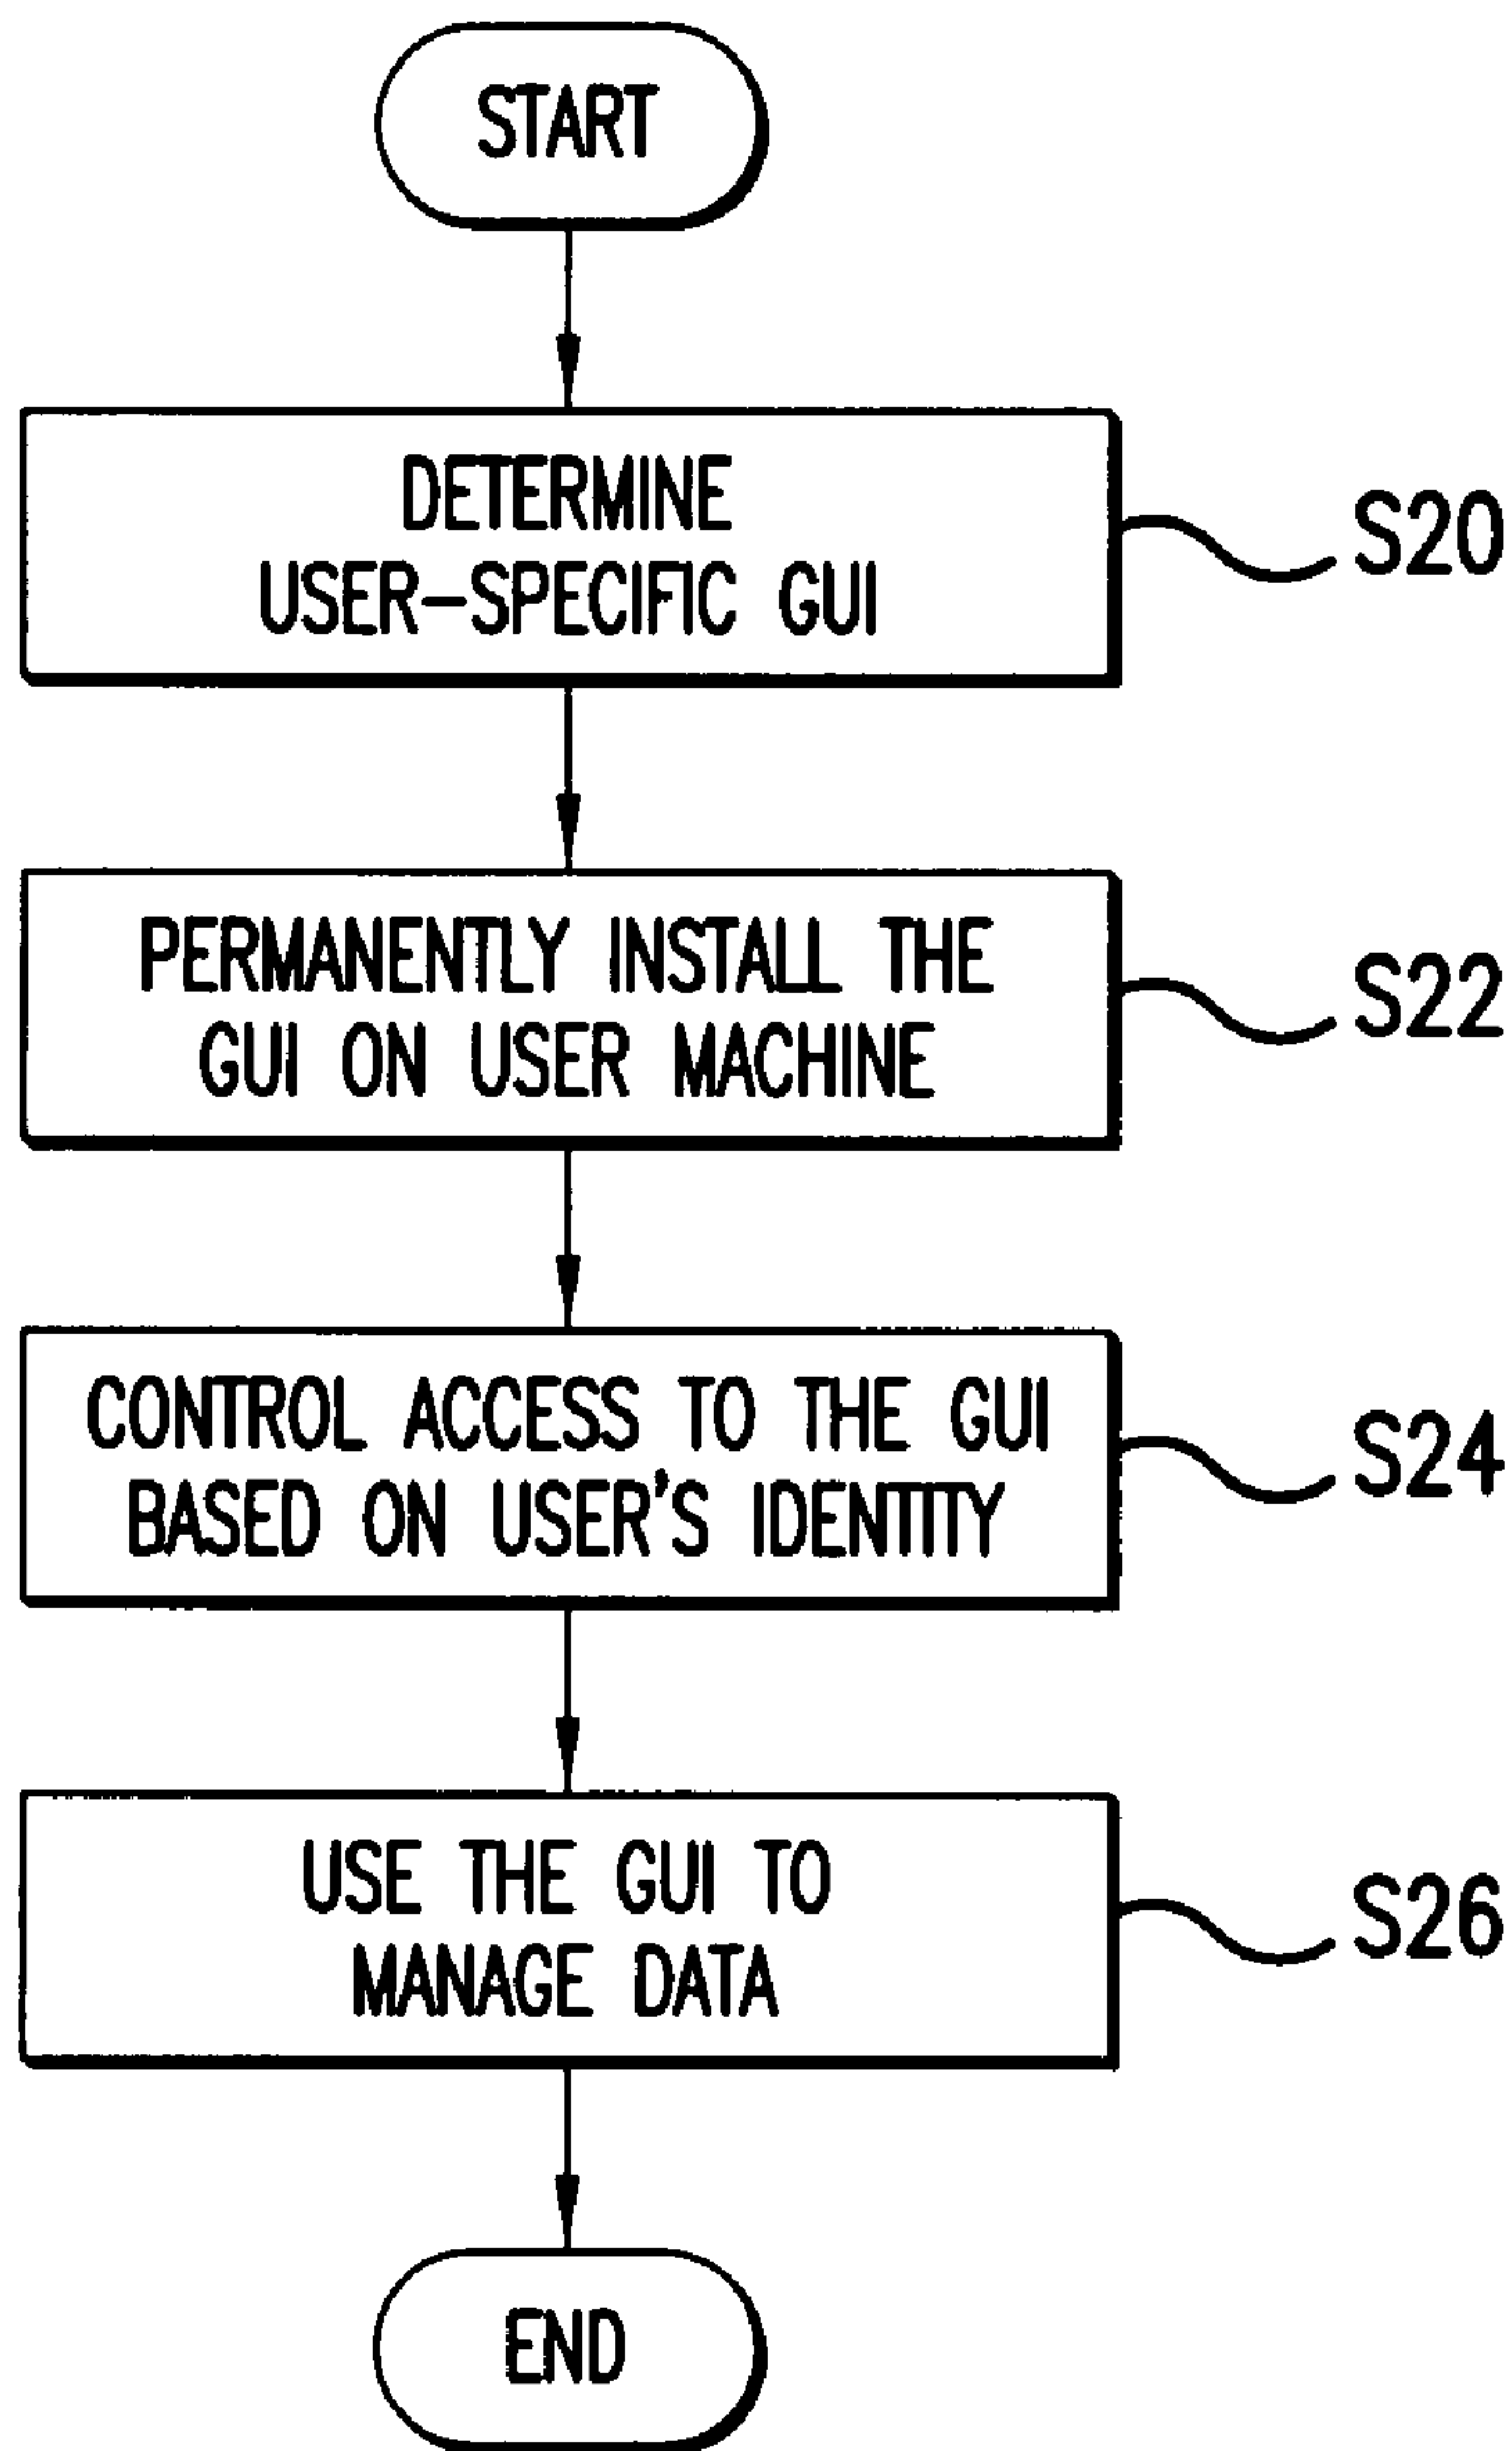 START
DETERMINE
USER-SPECIFIC GUI
S20
PERMANENTLY INSTALL THE
GUI ON USER MACHINE
S22
CONTROL ACCESS TO THE GUI
BASED ON USER'S IDENTITY
S24
USE THE GUI TO
MANAGE DATA
S26
END